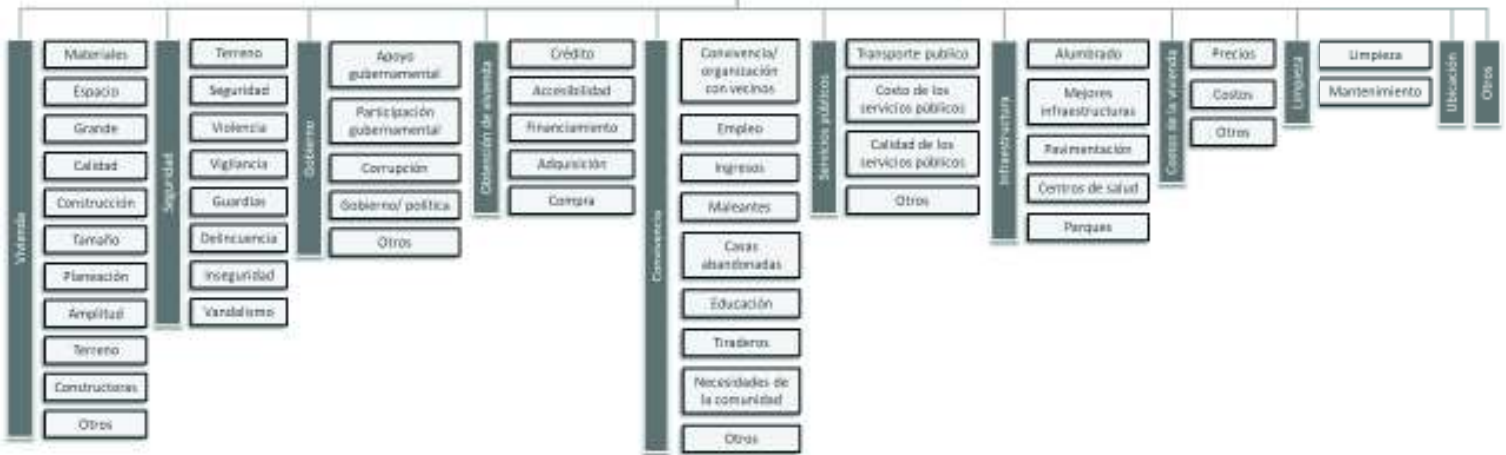 Vivienda
Materiales
Espacio
Grande
Calidad
Construcción
Tamaño
Planeación
Amplitud
Terreno
Constructoras
Otros
Seguridad
Terreno
Seguridad
Violencia
Vigilancia
Guardias
Delincuencia
Inseguridad
Vandalismo
Gobierno
Apoyo
gubernamental
Participación
gubernamental
Corrupción
Gobierno/ política
Otros
Obtención de vivienda
Crédito
Accesibilidad
Financiamiento
Adquisición
Compra
Convivencia
Convivencia/
organización
con vecinos
Empleo
Ingresos
Maleantes
Casas
abandonadas
Educación
Tiraderos
Necesidades de
la comunidad
Otros
Servicios públicos
Transporte publico
Costo de los
servicios públicos
Calidad de los
servicios públicos
Otros
Infraestructura
Alumbrado
Mejores
infraestructuras
Pavimentación
Centros de salud
Parques
Costos de la vivienda
Precios
Costos
Otros
Limpieza
Limpieza
Mantenimiento
Ubicación
Otros